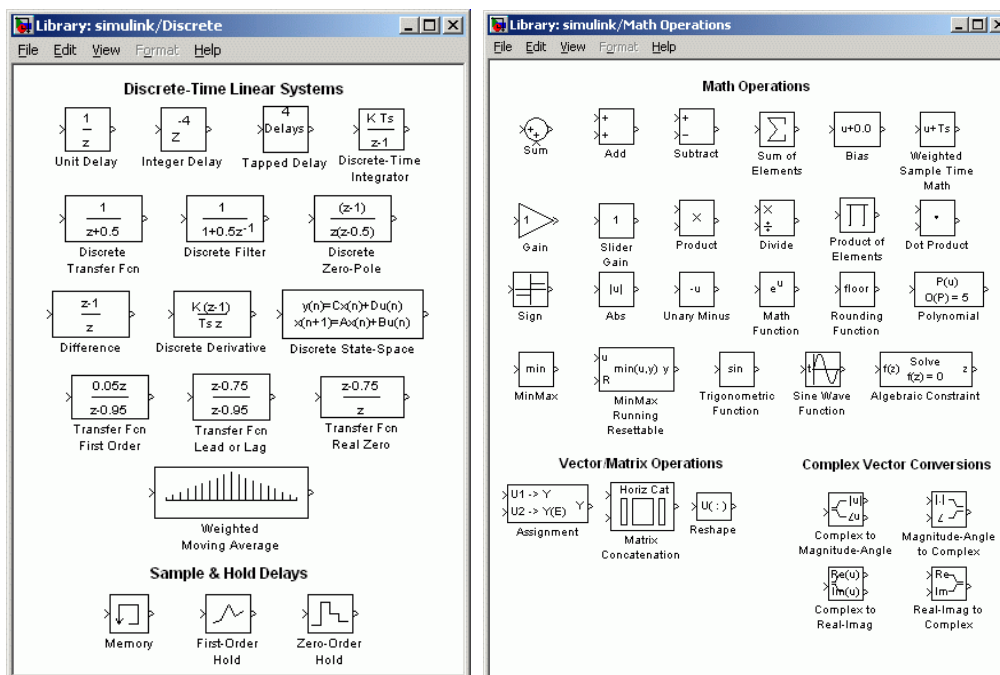 Library: simulink/Discrete
File Edit View Format Help
Discrete-Time Linear Systems
1
z
Unit Delay
-4
Z
Integer Delay
4
Delays
Tapped Delay
K Ts
z-1
Discrete-Time
Integrator
1
z+0.5
Discrete
Transfer Fcn
1
1+0.5z-1
Discrete Filter
(z-1)
z(z-0.5)
Discrete
Zero-Pole
z-1
z
Difference
K (z-1)
Ts z
Discrete Derivative
y(n)=Cx(n)+Du(n)
x(n+1)=Ax(n)+Bu(n)
Discrete State-Space
0.05z
z-0.95
Transfer Fcn
First Order
z-0.75
z-0.95
Transfer Fcn
Lead or Lag
z-0.75
z
Transfer Fcn
Real Zero
Weighted
Moving Average
Sample & Hold Delays
Memory
First-Order
Hold
Zero-Order
Hold
Library: simulink/Math Operations
File Edit View Format Help
Math Operations
+
+
Sum
+
+
Add
+
−
Subtract
∑
Sum of
Elements
u+0.0
Bias
u+Ts
Weighted
Sample Time
Math
1
Gain
1
Slider
Gain
×
Product
×
÷
Divide
∏
Product of
Elements
·
Dot Product
Sign
|u|
Abs
-u
Unary Minus
eu
Math
Function
floor
Rounding
Function
P(u)
O(P) = 5
Polynomial
min
MinMax
u
R
min(u,y) y
MinMax
Running
Resettable
sin
Trigonometric
Function
t
Sine Wave
Function
f(z)
Solve
f(z) = 0
z
Algebraic Constraint
Vector/Matrix Operations
U1 -> Y
U2 -> Y(E)
Y
Assignment
Horiz Cat
Matrix
Concatenation
U( : )
Reshape
Complex Vector Conversions
|u|
∠u
Complex to
Magnitude-Angle
|-|
∠
Magnitude-Angle
to Complex
Re(u)
Im(u)
Complex to
Real-Imag
Re
Im
Real-Imag to
Complex